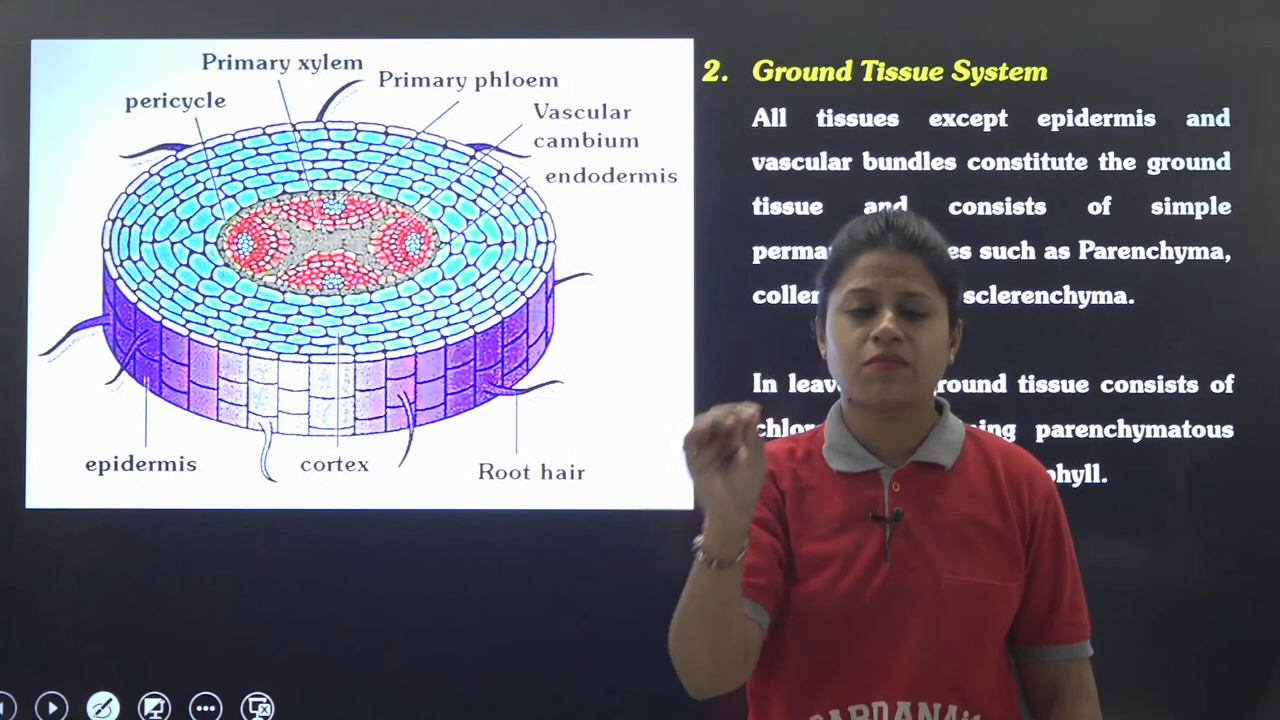 Primary xylem
Primary phloem
pericycle
Vascular
cambium
endodermis
epidermis
cortex
Root hair
2. Ground Tissue System
All tissues except epidermis and
vascular bundles constitute the ground
tissue and consists of simple
such as Parenchyma,
sclerenchyma.
In ground tissue consists of
parenchymatous